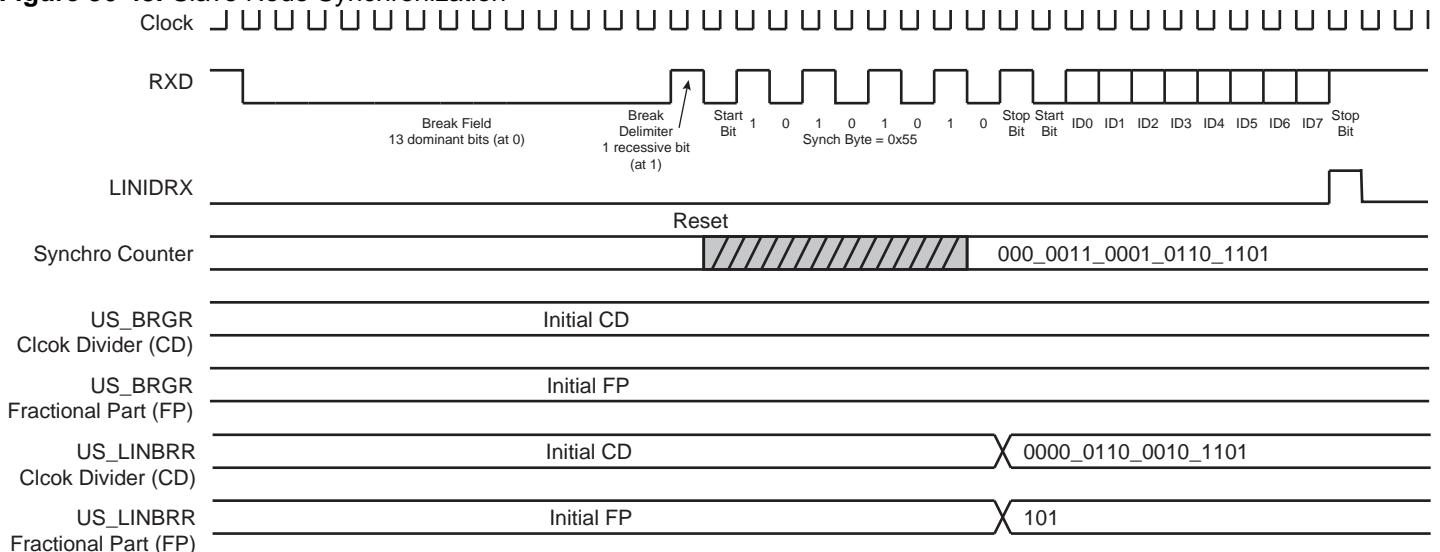 Figure 36-43. Slave Node Synchronization
Clock
RXD
Break Field
13 dominant bits (at 0)
Break
Delimiter
1 recessive bit
(at 1)
Start
Bit
1 0 1 0 1 0 1 0
Synch Byte = 0x55
Stop
Bit
Start
Bit
ID0 ID1 ID2 ID3 ID4 ID5 ID6 ID7
Stop
Bit
LINIDRX
Reset
Synchro Counter
000_0011_0001_0110_1101
US_BRGR
Clcok Divider (CD)
Initial CD
US_BRGR
Fractional Part (FP)
Initial FP
US_LINBRR
Clcok Divider (CD)
Initial CD
0000_0110_0010_1101
US_LINBRR
Fractional Part (FP)
Initial FP
101